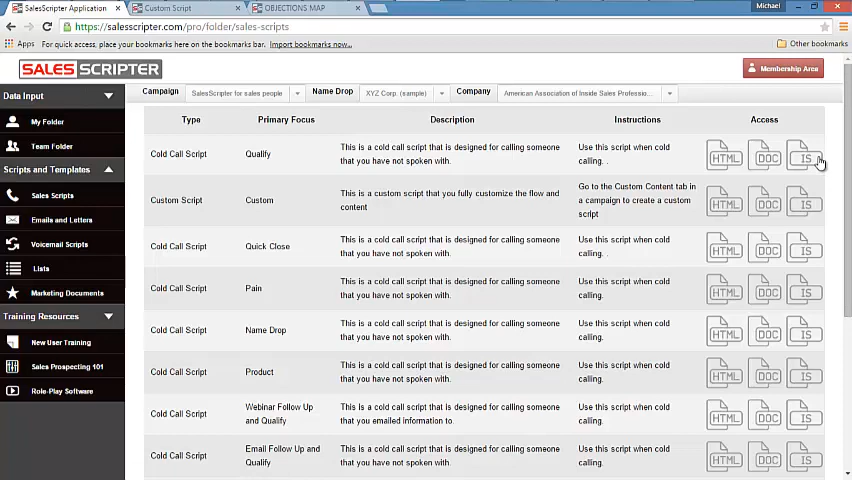 Michael
SalesScripter Application
Custom Script
OBJECTIONS MAP
https://salesscripter.com/pro/folder/sales-scripts
Apps For quick access, place your bookmarks here on the bookmarks bar. Import bookmarks now... Other bookmarks
SALES SCRIPTER
Membership Area
Campaign SalesScripter for sales people Name Drop XYZ Corp. (sample) Company American Association of Inside Sales Professio...
Data Input
My Folder
Team Folder
Scripts and Templates
Sales Scripts
Emails and Letters
Voicemail Scripts
Lists
Marketing Documents
Training Resources
New User Training
Sales Prospecting 101
Role-Play Software
Type Primary Focus Description Instructions Access
Cold Call Script Qualify This is a cold call script that is designed for calling someone Use this script when cold HTML DOC IS
that you have not spoken with. calling. .
Custom Script Custom This is a custom script that you fully customize the flow and Go to the Custom Content tab in HTML DOC IS
content a campaign to create a custom
script
Cold Call Script Quick Close This is a cold call script that is designed for calling someone Use this script when cold HTML DOC IS
that you have not spoken with. calling. .
Cold Call Script Pain This is a cold call script that is designed for calling someone Use this script when cold HTML DOC IS
that you have not spoken with. calling.
Cold Call Script Name Drop This is a cold call script that is designed for calling someone Use this script when cold HTML DOC IS
that you have not spoken with. calling.
Cold Call Script Product This is a cold call script that is designed for calling someone Use this script when cold HTML DOC IS
that you have not spoken with. calling.
Cold Call Script Webinar Follow Up This is a cold call script that is designed for calling someone Use this script when cold HTML DOC IS
and Qualify that you emailed information to. calling.
Cold Call Script Email Follow Up and This is a cold call script that is designed for calling someone Use this script when cold HTML DOC IS
Qualify that you have not spoken with. calling.